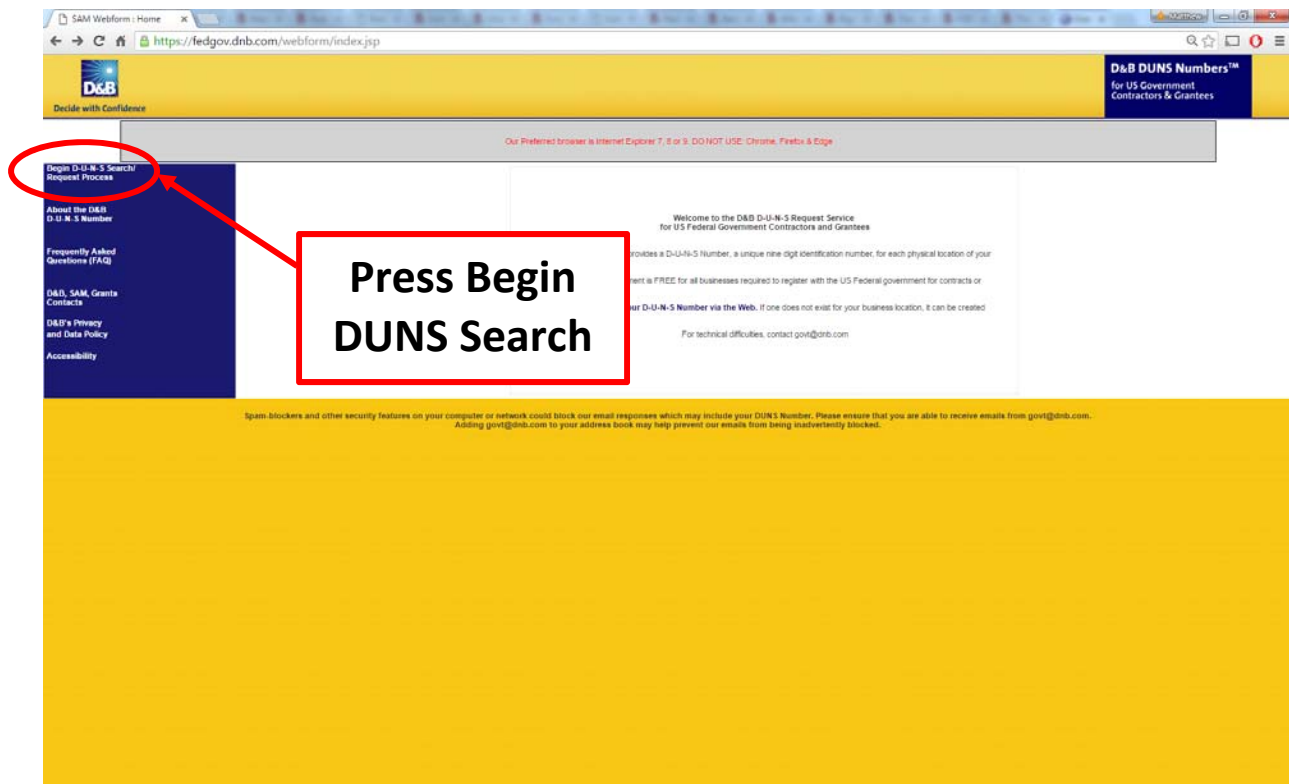 SAM Webform : Home
https://fedgov.dnb.com/webform/index.jsp
D&B
Decide with Confidence
D&B DUNS Numbers™
for US Government
Contractors & Grantees
Our Preferred browser is Internet Explorer 7, 8 or 9. DO NOT USE: Chrome, Firefox & Edge
Begin D-U-N-S Search/
Request Process
About the D&B
D-U-N-S Number
Frequently Asked
Questions (FAQ)
D&B, SAM, Grants
Contacts
D&B's Privacy
and Data Policy
Accessibility
Press Begin
DUNS Search
Welcome to the D&B D-U-N-S Request Service
for US Federal Government Contractors and Grantees
rovides a D-U-N-S Number, a unique nine digit identification number, for each physical location of your
ment is FREE for all businesses required to register with the US Federal government for contracts or
ur D-U-N-S Number via the Web. If one does not exist for your business location, it can be created
For technical difficulties, contact govt@dnb.com
Spam-blockers and other security features on your computer or network could block our email responses which may include your DUNS Number. Please ensure that you are able to receive emails from govt@dnb.com.
Adding govt@dnb.com to your address book may help prevent our emails from being inadvertently blocked.